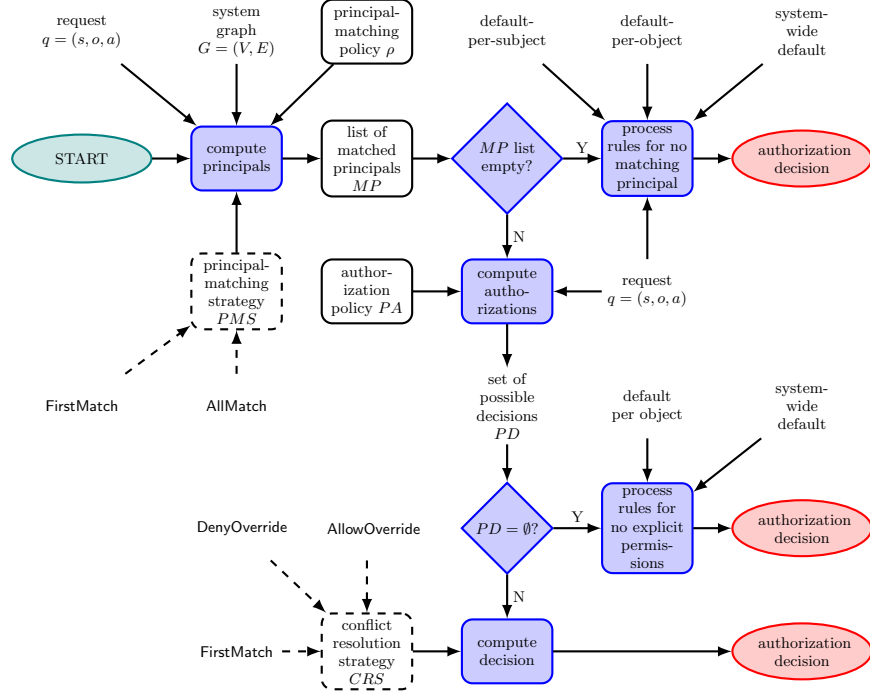 request
q = (s, o, a)
system
graph
G = (V, E)
principal-
matching
policy ρ
default-
per-subject
default-
per-object
system-
wide
default
START
compute
principals
list of
matched
principals
MP
MP list
empty?
Y
process
rules for no
matching
principal
authorization
decision
N
principal-
matching
strategy
PMS
author-
ization
policy PA
compute
autho-
rizations
request
q = (s, o, a)
FirstMatch
AllMatch
set of
possible
decisions
PD
default
per object
system-
wide
default
DenyOverride
AllowOverride
PD = ∅?
Y
process
rules for
no explicit
permis-
sions
authorization
decision
N
FirstMatch
conflict
resolution
strategy
CRS
compute
decision
authorization
decision